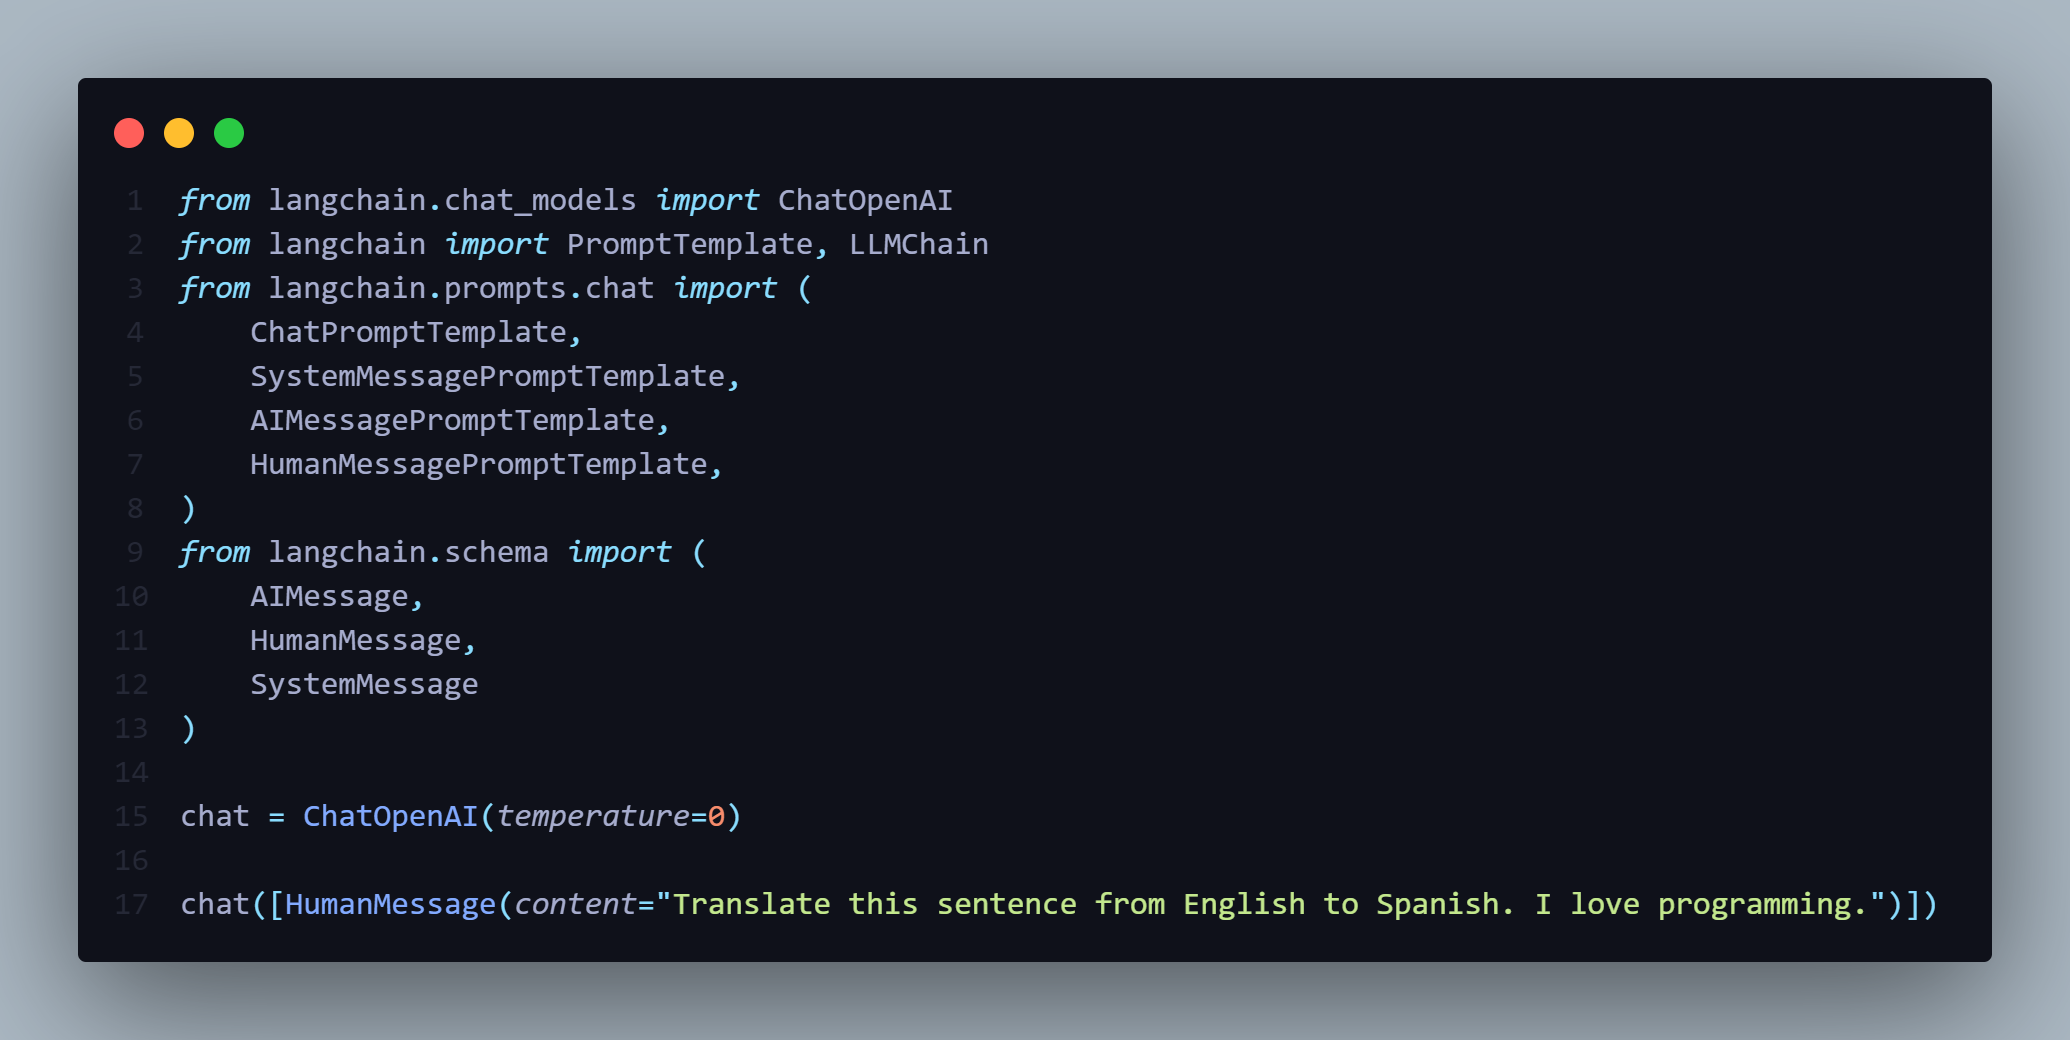 1 from langchain.chat_models import ChatOpenAI
2 from langchain import PromptTemplate, LLMChain
3 from langchain.prompts.chat import (
4     ChatPromptTemplate,
5     SystemMessagePromptTemplate,
6     AIMessagePromptTemplate,
7     HumanMessagePromptTemplate,
8 )
9 from langchain.schema import (
10     AIMessage,
11     HumanMessage,
12     SystemMessage
13 )
14
15 chat = ChatOpenAI(temperature=0)
16
17 chat([HumanMessage(content="Translate this sentence from English to Spanish. I love programming.")])